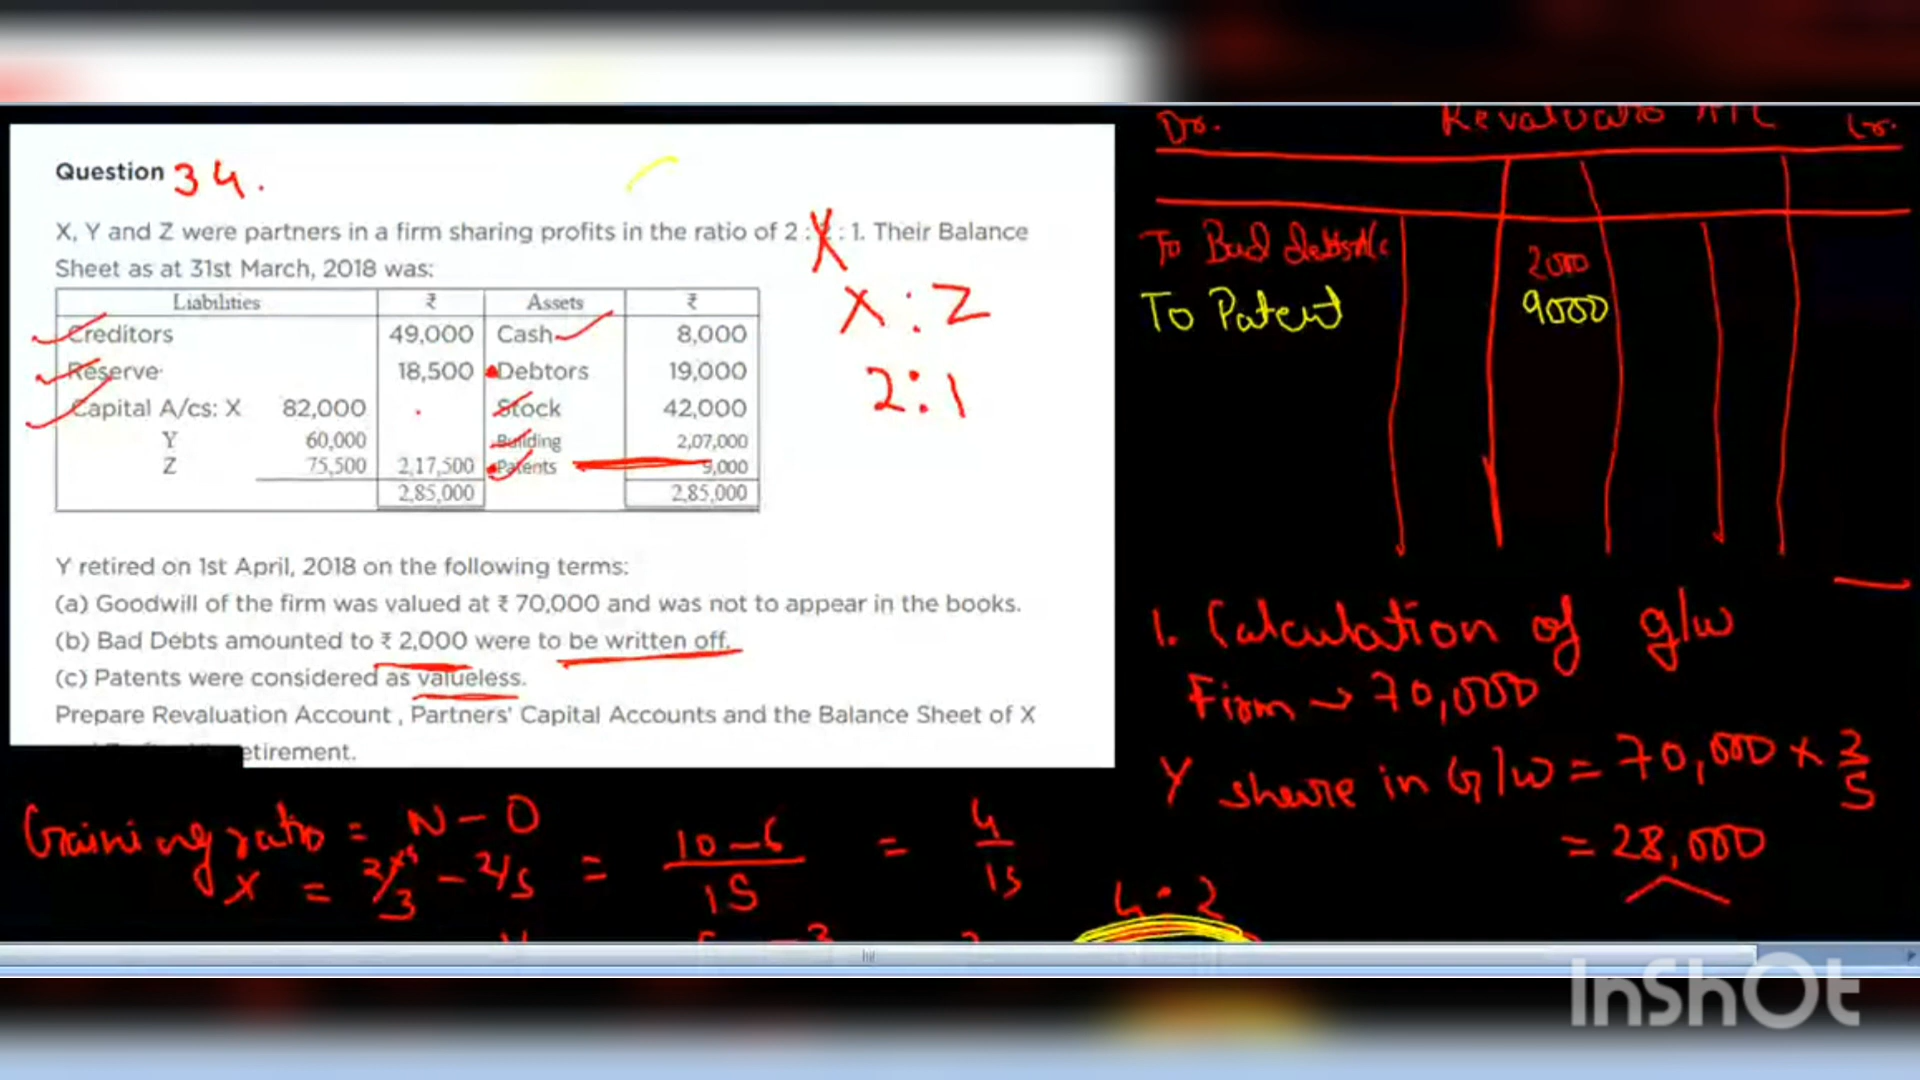 Question 34.
X, Y and Z were partners in a firm sharing profits in the ratio of 2 : 2 : 1. Their Balance
Sheet as at 31st March, 2018 was:
Liabilities ₹ Assets ₹
Creditors 49,000 Cash 8,000
Reserve 18,500 Debtors 19,000
Capital A/cs: X 82,000 Stock 42,000
Y 60,000 Building 2,07,000
Z 75,500 2,17,500 Patents 9,000
2,85,000 2,85,000
X : Z
2 : 1
Y retired on 1st April, 2018 on the following terms:
(a) Goodwill of the firm was valued at ₹ 70,000 and was not to appear in the books.
(b) Bad Debts amounted to ₹ 2,000 were to be written off.
(c) Patents were considered as valueless.
Prepare Revaluation Account , Partners' Capital Accounts and the Balance Sheet of X
retirement.
Gaining ratio = N - O
X = 2/3 - 2/5 = 10-6/15 = 4/15
4 : 2
Dr. Revaluatio A/C Cr.
To Bad debts A/c 2000
To Patent 9000
1. Calculation of g/w
Firm → 70,000
Y share in G/w = 70,000 × 2/5
= 28,000
InShOt